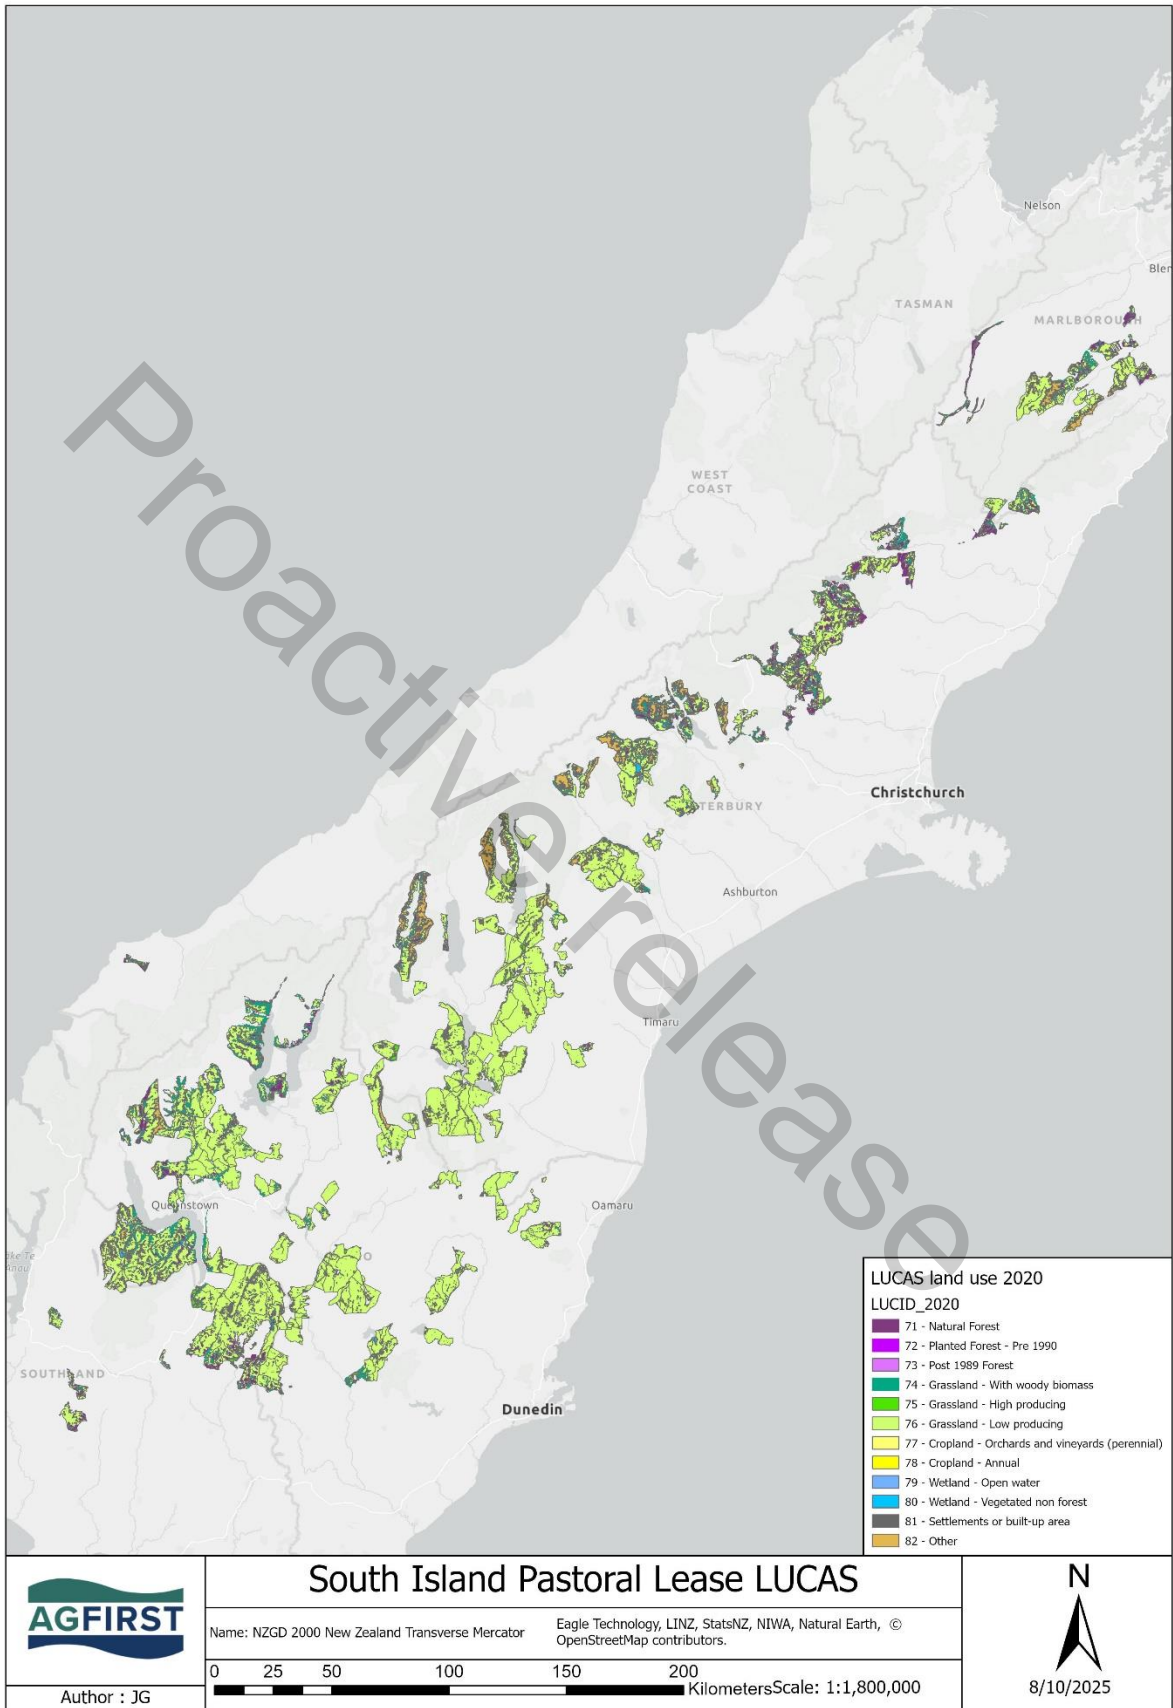 Nelson
Blen
TASMAN
MARLBOROUGH
WEST
COAST
Christchurch
TERBURY
Ashburton
Timaru
Oamaru
Queenstown
O
ake Te
Anau
SOUTHLAND
Dunedin
Proactive release
LUCAS land use 2020
LUCID_2020
71 - Natural Forest
72 - Planted Forest - Pre 1990
73 - Post 1989 Forest
74 - Grassland - With woody biomass
75 - Grassland - High producing
76 - Grassland - Low producing
77 - Cropland - Orchards and vineyards (perennial)
78 - Cropland - Annual
79 - Wetland - Open water
80 - Wetland - Vegetated non forest
81 - Settlements or built-up area
82 - Other
AGFIRST
Author : JG
South Island Pastoral Lease LUCAS
Name: NZGD 2000 New Zealand Transverse Mercator
Eagle Technology, LINZ, StatsNZ, NIWA, Natural Earth, ©
OpenStreetMap contributors.
0 25 50 100 150 200
Kilometers Scale: 1:1,800,000
N
8/10/2025